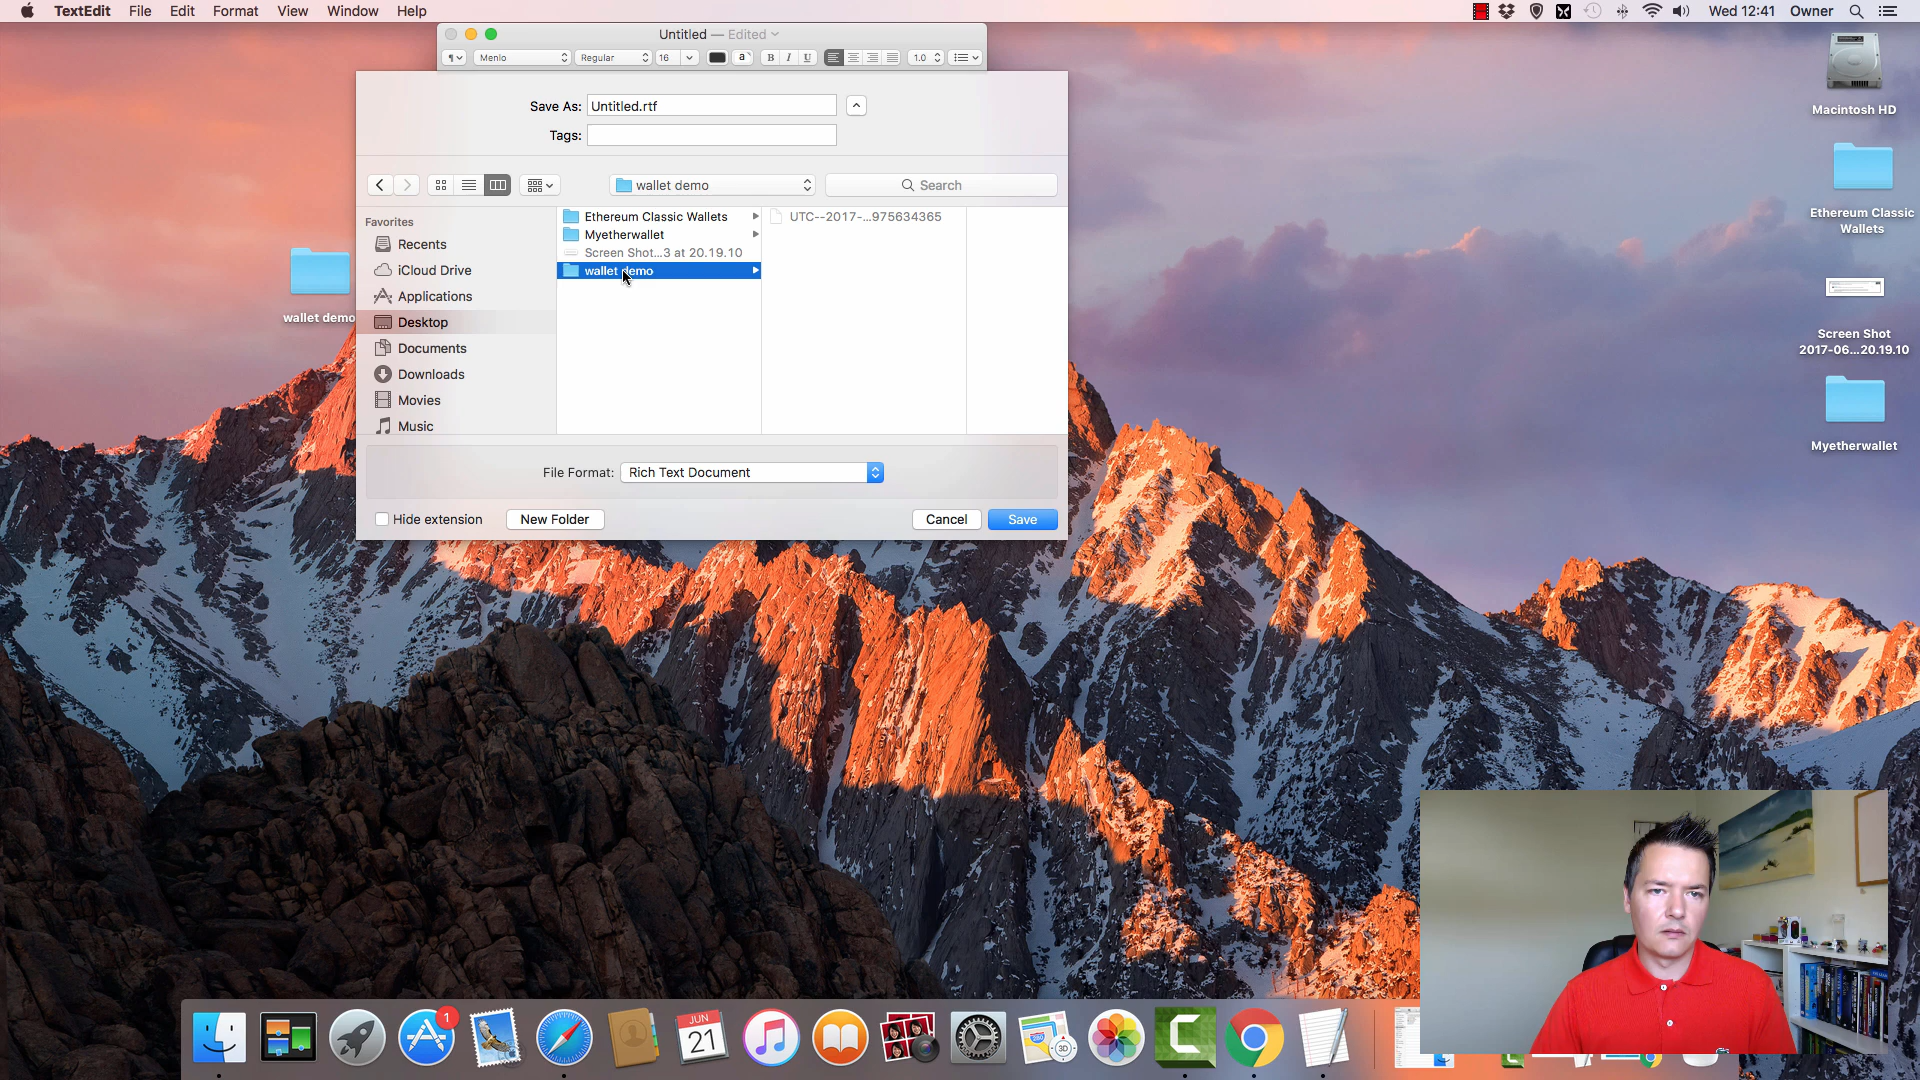 TextEdit File Edit Format View Window Help Wed 12:41 Owner
Untitled — Edited
Menlo Regular 16 a B I U 1.0
Save As: Untitled.rtf
Tags:
wallet demo Search
Favorites
Recents
iCloud Drive
Applications
Desktop
Documents
Downloads
Movies
Music
Ethereum Classic Wallets
Myetherwallet
Screen Shot...3 at 20.19.10
wallet demo
UTC--2017-...975634365
File Format: Rich Text Document
Hide extension New Folder Cancel Save
wallet demo
Macintosh HD
Ethereum Classic
Wallets
Screen Shot
2017-06...20.19.10
Myetherwallet
1
JUN
21
3D